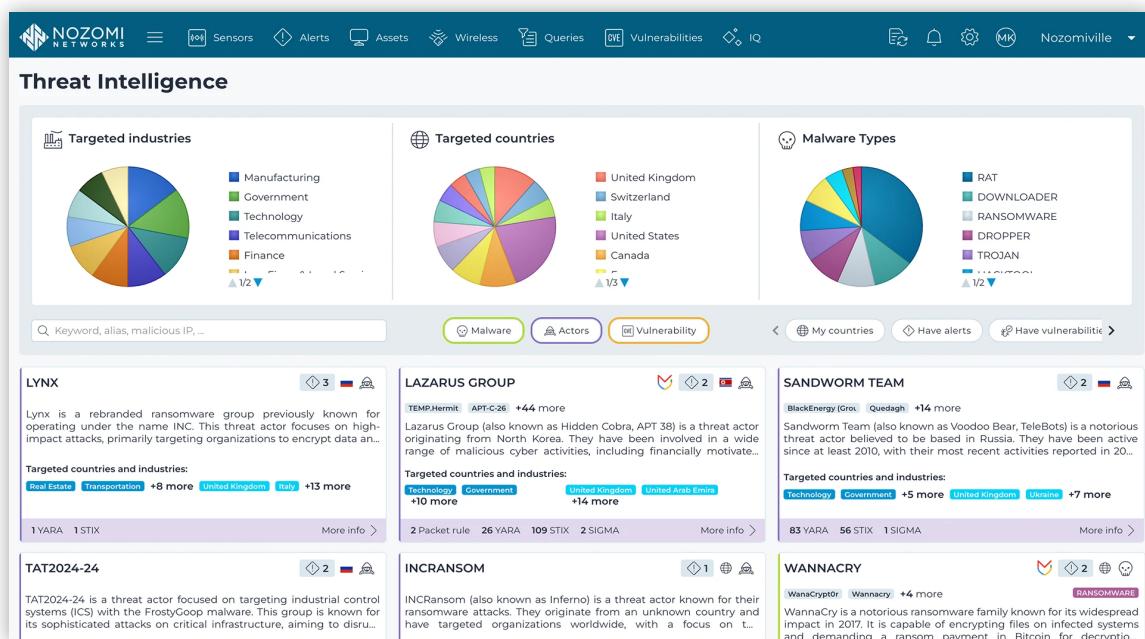 NOZOMI
NETWORKS
Sensors
Alerts
Assets
Wireless
Queries
CVE Vulnerabilities
IQ
MK
Nozomiville
Threat Intelligence
Targeted industries
Manufacturing
Government
Technology
Telecommunications
Finance
1/2
Targeted countries
United Kingdom
Switzerland
Italy
United States
Canada
1/3
Malware Types
RAT
DOWNLOADER
RANSOMWARE
DROPPER
TROJAN
HACKTOOL
1/2
Keyword, alias, malicious IP, ...
Malware
Actors
CVE Vulnerability
My countries
Have alerts
Have vulnerabilitie
LYNX
3
Lynx is a rebranded ransomware group previously known for
operating under the name INC. This threat actor focuses on high-
impact attacks, primarily targeting organizations to encrypt data an...
Targeted countries and industries:
Real Estate Transportation +8 more United Kingdom Italy +13 more
1 YARA 1 STIX More info
LAZARUS GROUP
2
TEMP.Hermit APT-C-26 +44 more
Lazarus Group (also known as Hidden Cobra, APT 38) is a threat actor
originating from North Korea. They have been involved in a wide
range of malicious cyber activities, including financially motivate...
Targeted countries and industries:
Technology Government United Kingdom United Arab Emira
+10 more +14 more
2 Packet rule 26 YARA 109 STIX 2 SIGMA More info
SANDWORM TEAM
2
BlackEnergy (Grou Quedagh +14 more
Sandworm Team (also known as Voodoo Bear, TeleBots) is a notorious
threat actor believed to be based in Russia. They have been active
since at least 2010, with their most recent activities reported in 20...
Targeted countries and industries:
Technology Government +5 more United Kingdom Ukraine +7 more
83 YARA 56 STIX 1 SIGMA More info
TAT2024-24
2
TAT2024-24 is a threat actor focused on targeting industrial control
systems (ICS) with the FrostyGoop malware. This group is known for
its sophisticated attacks on critical infrastructure, aiming to disru...
INCRANSOM
1
INCRansom (also known as Inferno) is a threat actor known for their
ransomware attacks. They originate from an unknown country and
have targeted organizations worldwide, with a focus on t...
WANNACRY
2
WanaCrypt0r Wannacry +4 more RANSOMWARE
WannaCry is a notorious ransomware family known for its widespread
impact in 2017. It is capable of encrypting files on infected systems
and demanding a ransom payment in Bitcoin for decryptio...